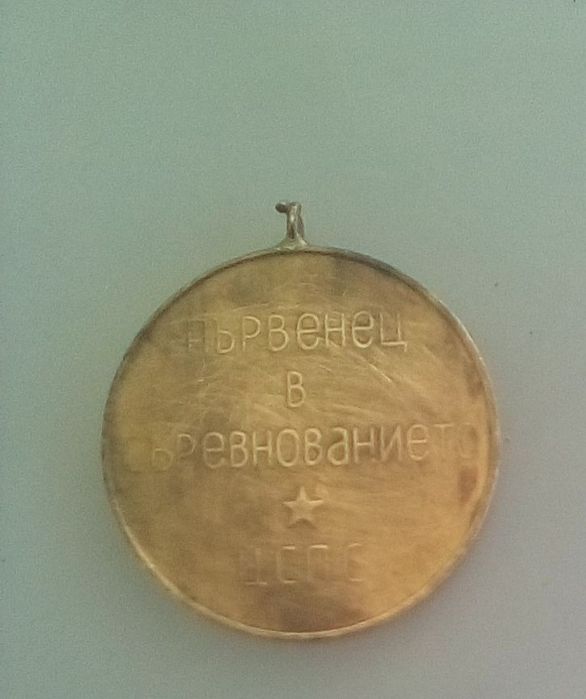 първенец
в
съревнованието
ЦСПС